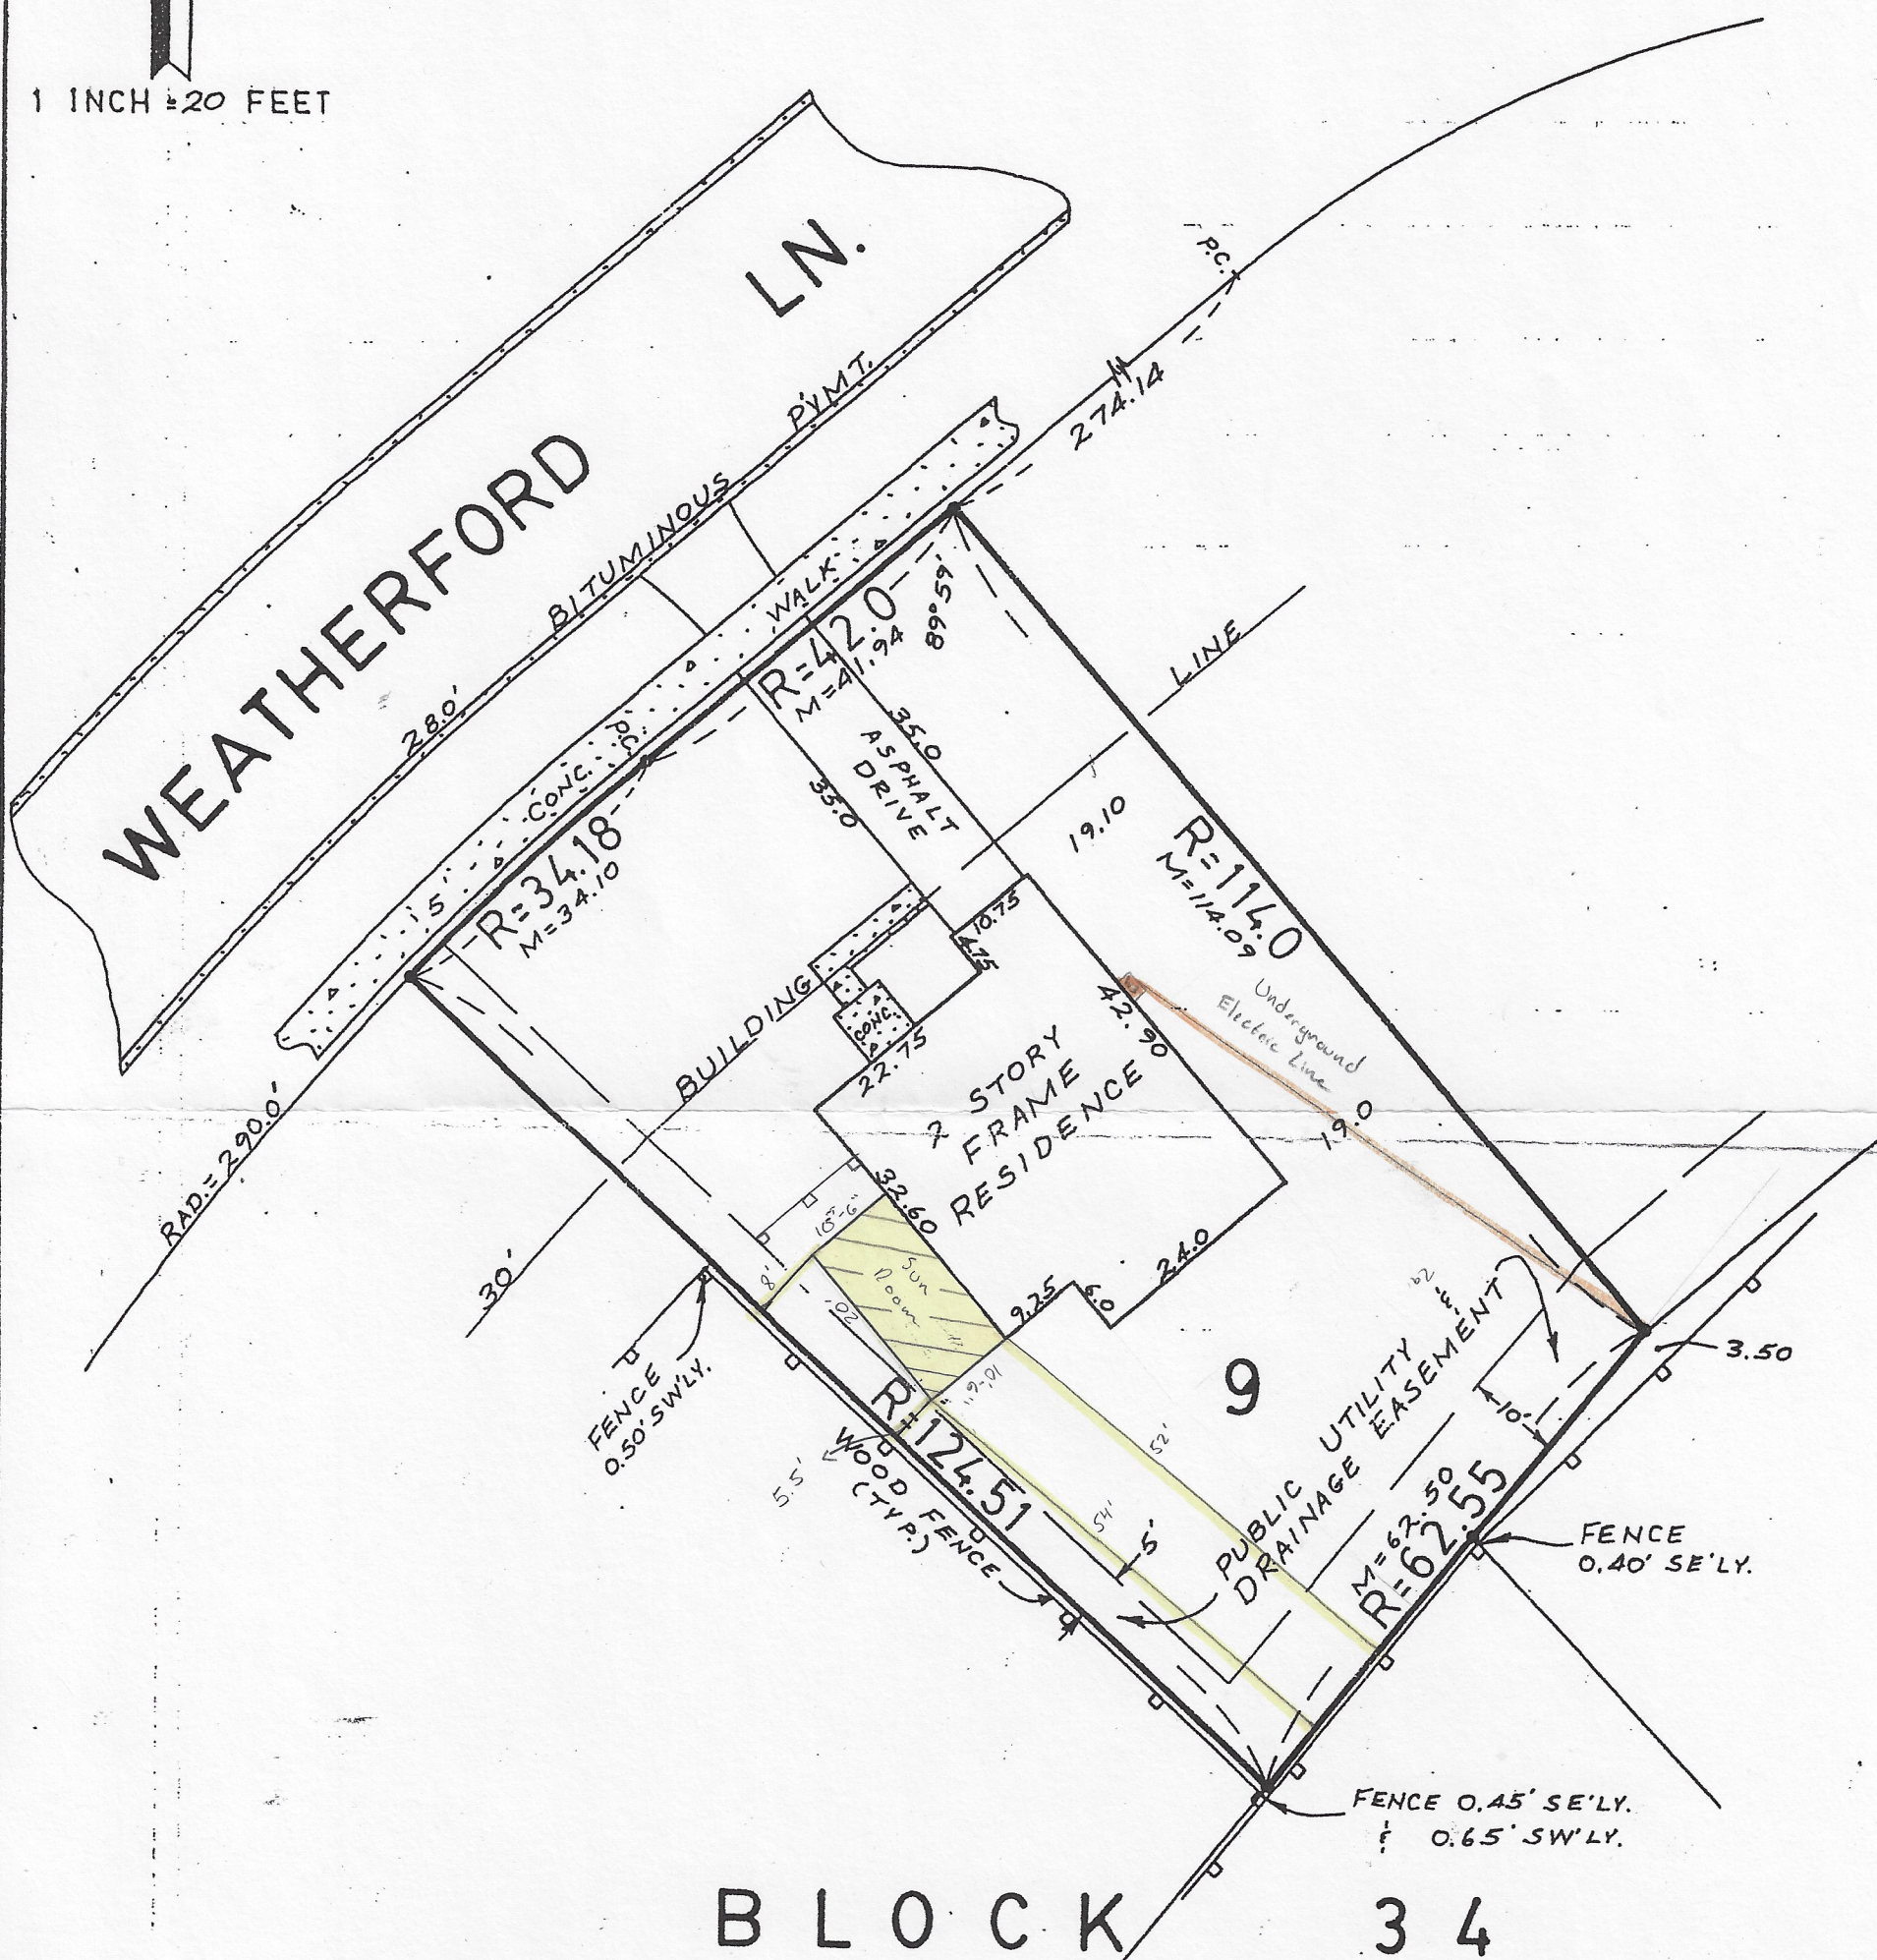 1 INCH = 20 FEET
WEATHERFORD LN.
P.C.
274.14
BITUMINOUS P'VMT.
28.0'
WALK
CONC.
P.C.
5'
R=42.0
M=41.94
89°59'
R=34.18
M=34.10
35.0
ASPHALT
DRIVE
35.0
LINE
19.10
R=114.0
M=114.09
10.75
4.75
BUILDING
CONC.
22.75
42.90
2 STORY
FRAME
RESIDENCE
Underground
Electric Line
19.0
RAD.= 290.0'
30'
32.60
10'-6"
8'
Sun
Room
20'
9.25
6.0
24.0
10'-6"
FENCE
0.50' SW'LY.
R=124.51
WOOD FENCE
(TYP.)
5.5'
52'
54'
5'
9
PUBLIC UTILITY
&
DRAINAGE EASEMENT
10'
3.50
M=62.50
R=62.55
FENCE
0.40' SE'LY.
FENCE 0.45' SE'LY.
& 0.65' SW'LY.
BLOCK 34